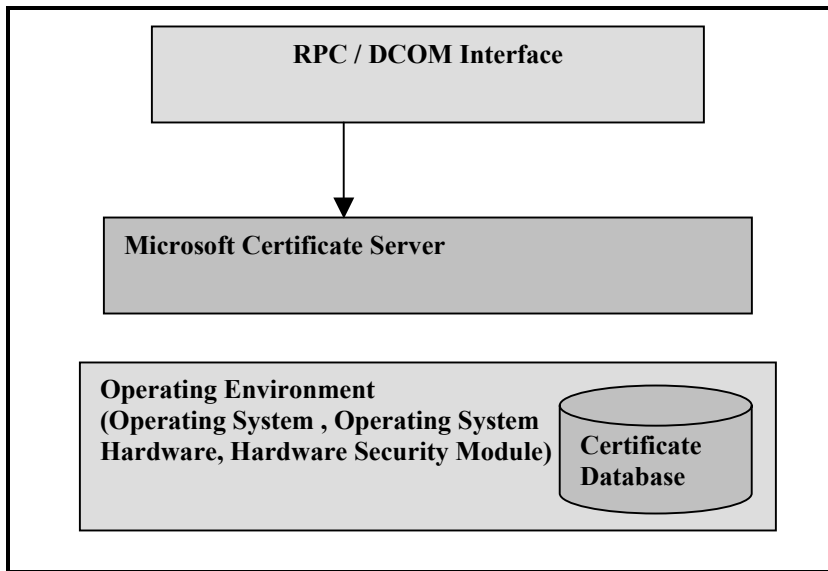 RPC / DCOM Interface
Microsoft Certificate Server
Operating Environment
(Operating System , Operating System
Hardware, Hardware Security Module)
Certificate
Database